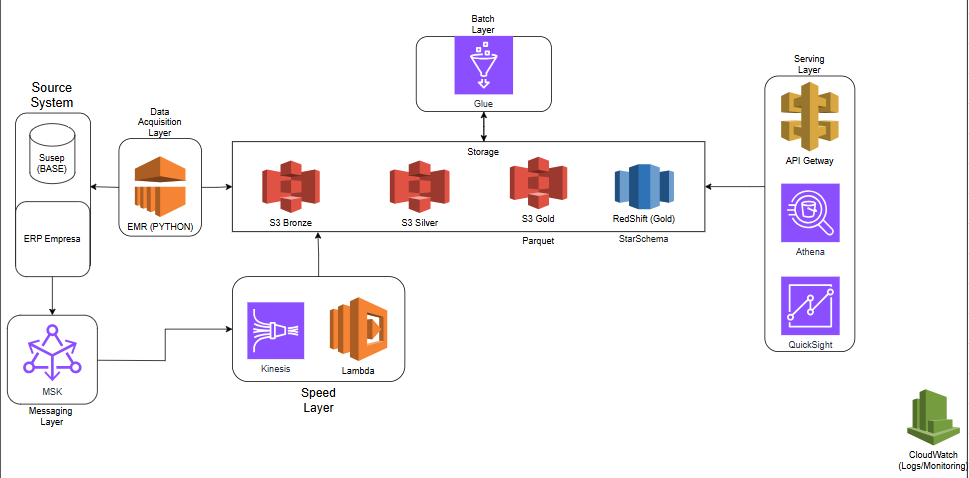 Batch
Layer
Glue
Serving
Layer
API Getway
Athena
QuickSight
Source
System
Susep
(BASE)
ERP Empresa
Data
Acquisition
Layer
EMR (PYTHON)
Storage
S3 Bronze
S3 Silver
S3 Gold
RedShift (Gold)
Parquet
StarSchema
Kinesis
Lambda
Speed
Layer
MSK
Messaging
Layer
CloudWatch
(Logs/Monitoring)